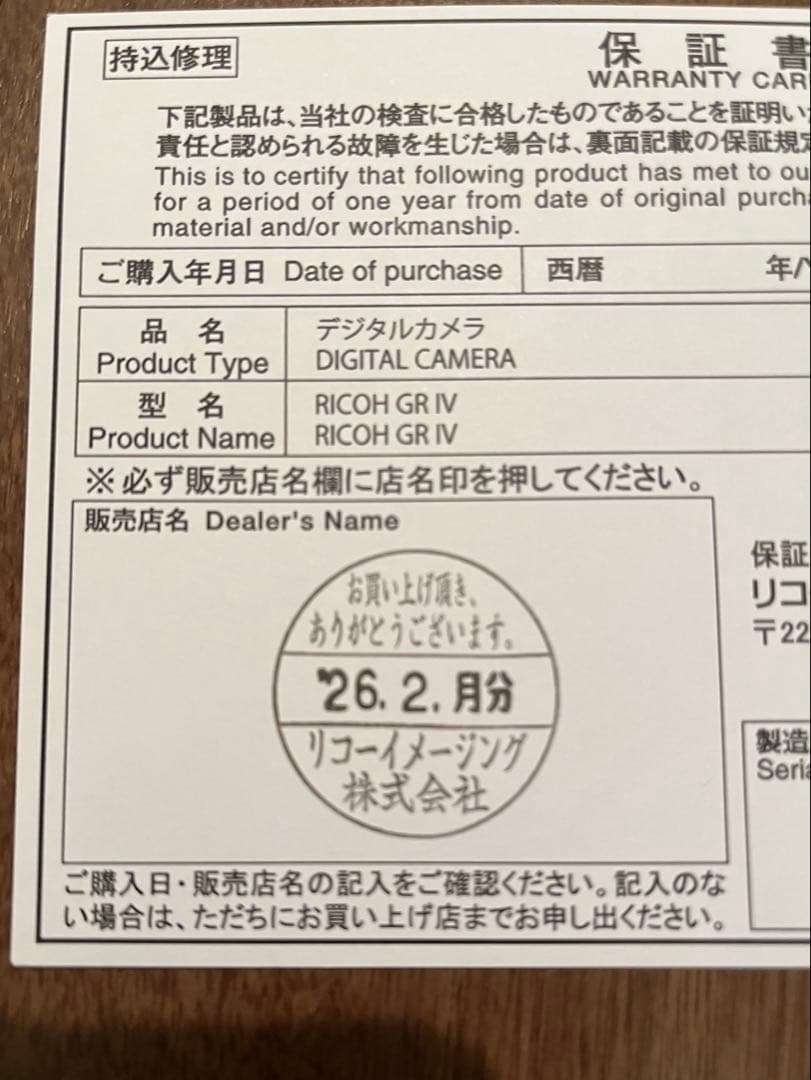 持込修理
保証書
WARRANTY CAR
下記製品は、当社の検査に合格したものであることを証明い
責任と認められる故障を生じた場合は、裏面記載の保証規定
This is to certify that following product has met to ou
for a period of one year from date of original purcha
material and/or workmanship.
ご購入年月日 Date of purchase 西暦 年
品 名 デジタルカメラ
Product Type DIGITAL CAMERA
型 名 RICOH GR IV
Product Name RICOH GR IV
※必ず販売店名欄に店名印を押してください。
販売店名 Dealer's Name
お買い上げ頂き、
ありがとうございます。
'26. 2. 月分
リコーイメージング
株式会社
保証
リコ
〒22
製造
Seria
ご購入日・販売店名の記入をご確認ください。記入のな
い場合は、ただちにお買い上げ店までお申し出ください。